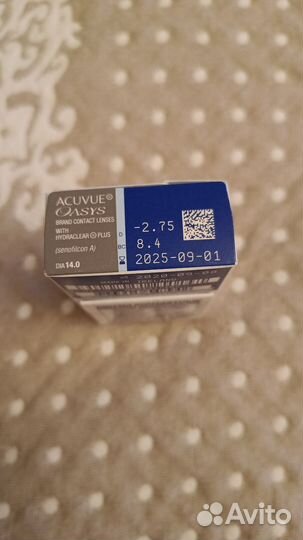 ACUVUE®
OASYS
BRAND CONTACT LENSES
WITH
HYDRACLEAR PLUS
(senofilcon A)
DIA 14.0
D -2.75
BC 8.4
2025-09-01
Avito